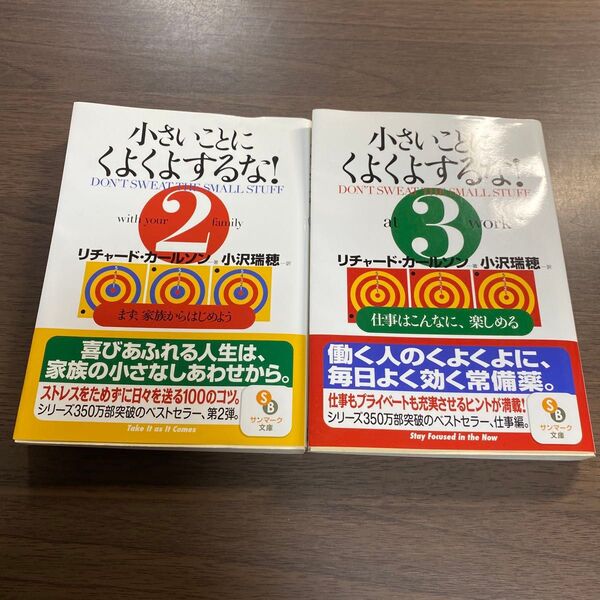 小さいことに
くよくよするな!
DON'T SWEAT THE SMALL STUFF
with your 2 family
リチャード・カールソン 著 小沢瑞穂 訳
まず、家族からはじめよう
喜びあふれる人生は、
家族の小さなしあわせから。
ストレスをためずに日々を送る100のコツ。
シリーズ350万部突破のベストセラー、第2弾。
Take It as It Comes
SB
サンマーク
文庫
小さいことに
くよくよするな!
DON'T SWEAT THE SMALL STUFF
at 3 work
リチャード・カールソン 著 小沢瑞穂 訳
仕事はこんなに、楽しめる
働く人のくよくよに、
毎日よく効く常備薬。
仕事もプライベートも充実させるヒントが満載!
シリーズ350万部突破のベストセラー、仕事編。
Stay Focused in the Now
SB
サンマーク
文庫